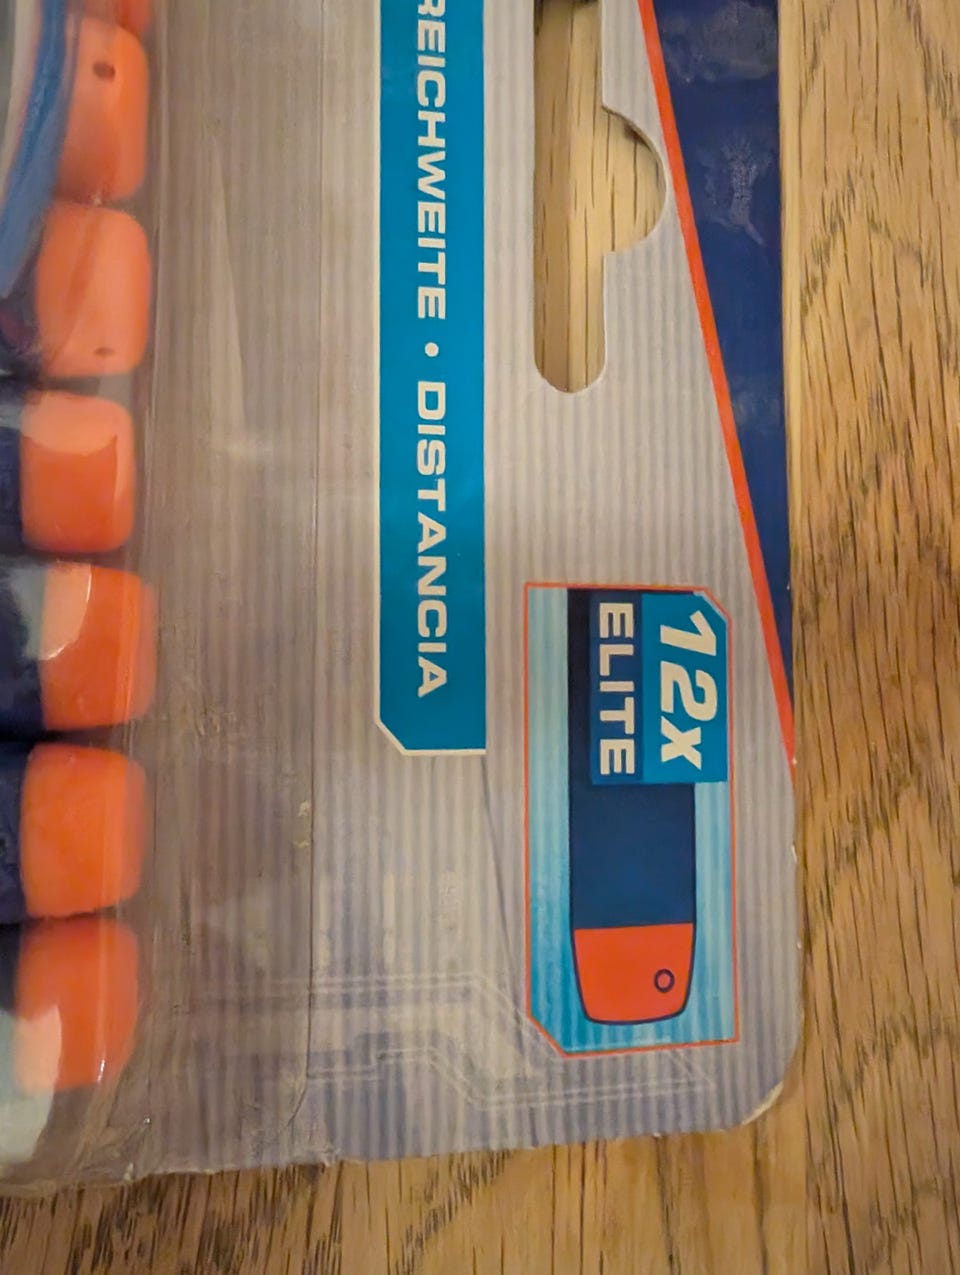 REICHWEITE • DISTANCIA
12x
ELITE